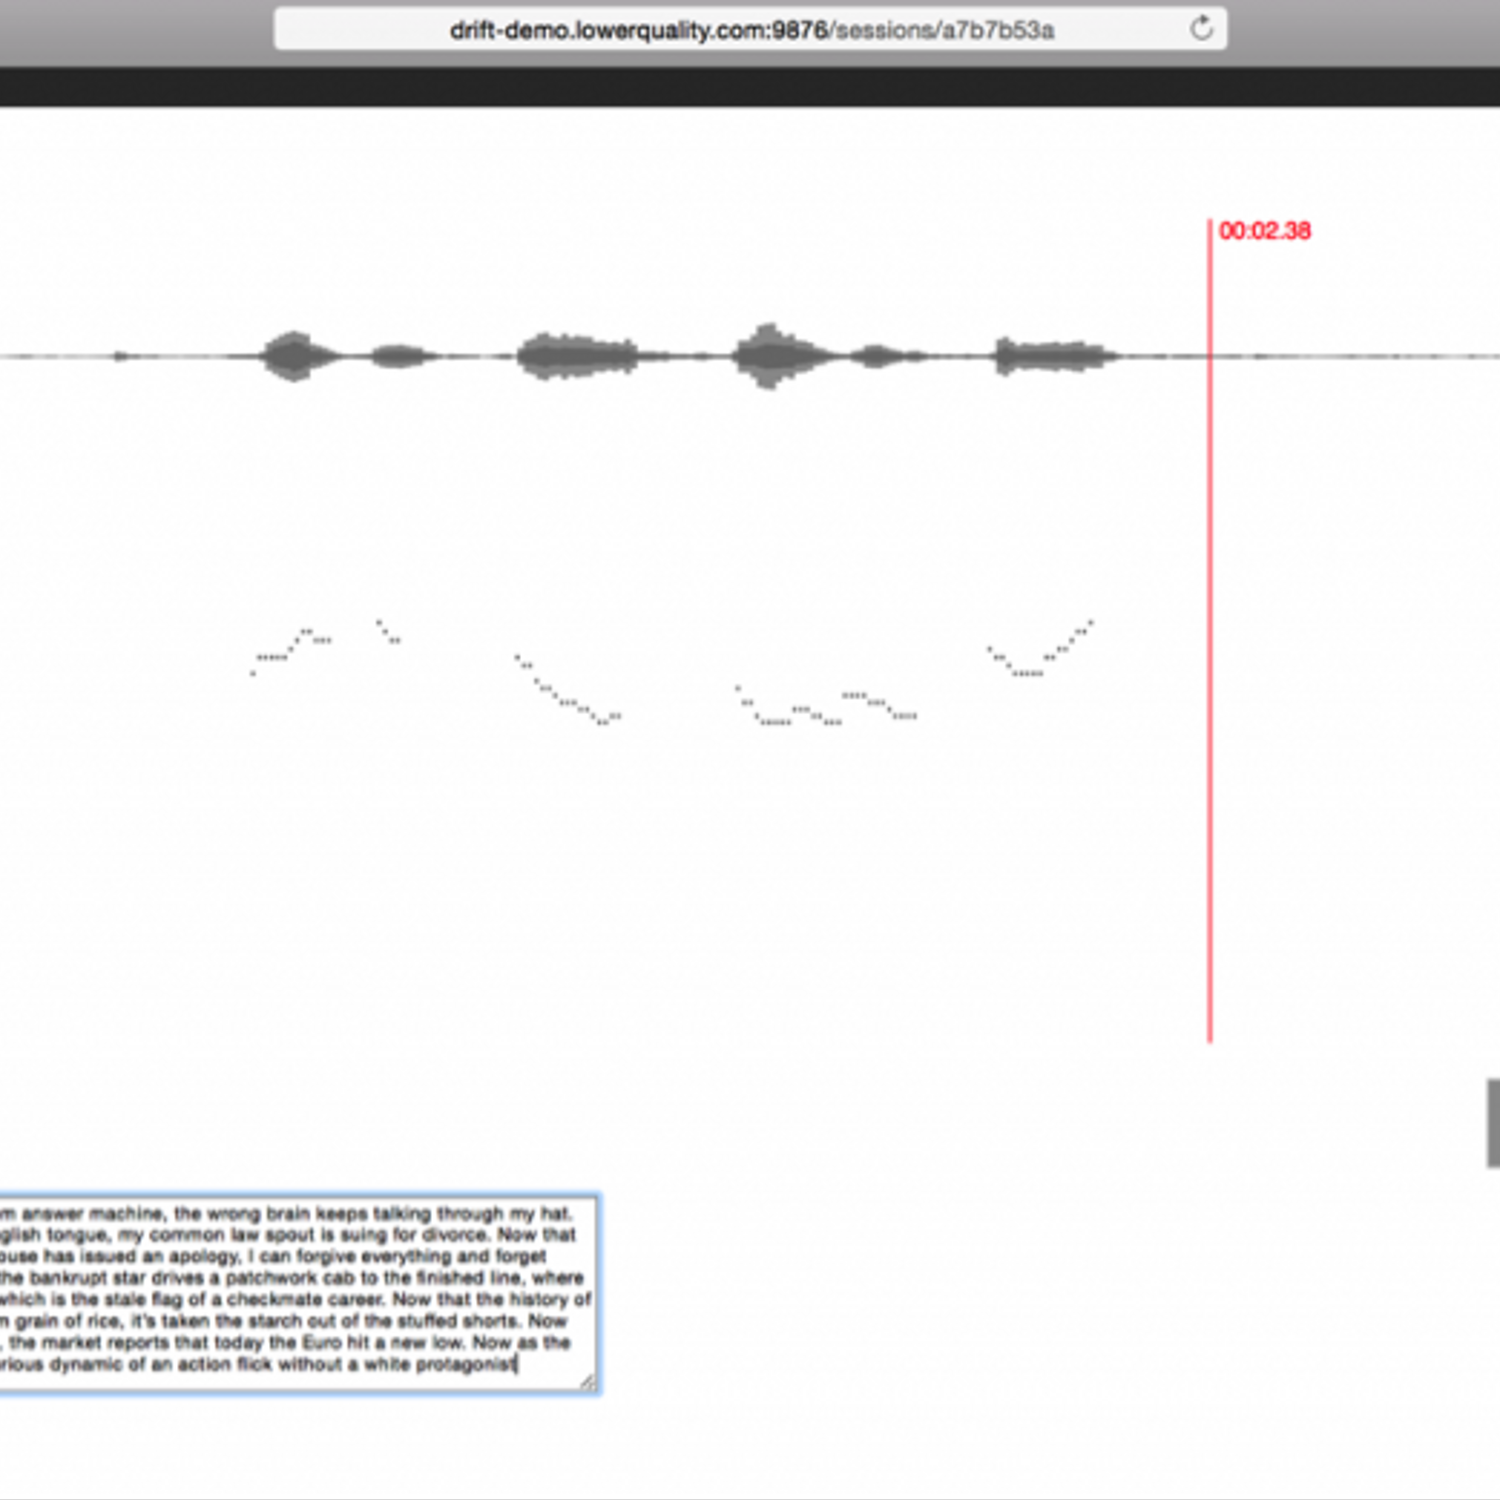 drift-demo.lowerquality.com:9876/sessions/a7b7b53a
00:02.38
answer machine, the wrong brain keeps talking through my hat.
tongue, my common law spout is suing for divorce. Now that
has issued an apology, I can forgive everything and forget
the bankrupt star drives a patchwork cab to the finished line, where
which is the stale flag of a checkmate career. Now that the history of
grain of rice, it's taken the starch out of the stuffed shorts. Now
, the market reports that today the Euro hit a new low. Now as the
dynamic of an action flick without a white protagonist